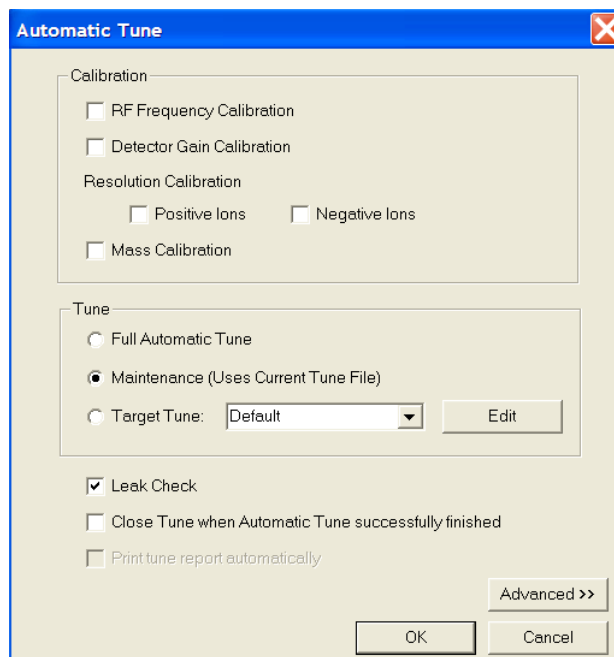 Automatic Tune
Calibration
RF Frequency Calibration
Detector Gain Calibration
Resolution Calibration
Positive Ions Negative Ions
Mass Calibration
Tune
Full Automatic Tune
Maintenance (Uses Current Tune File)
Target Tune: Default Edit
Leak Check
Close Tune when Automatic Tune successfully finished
Print tune report automatically
Advanced >>
OK Cancel